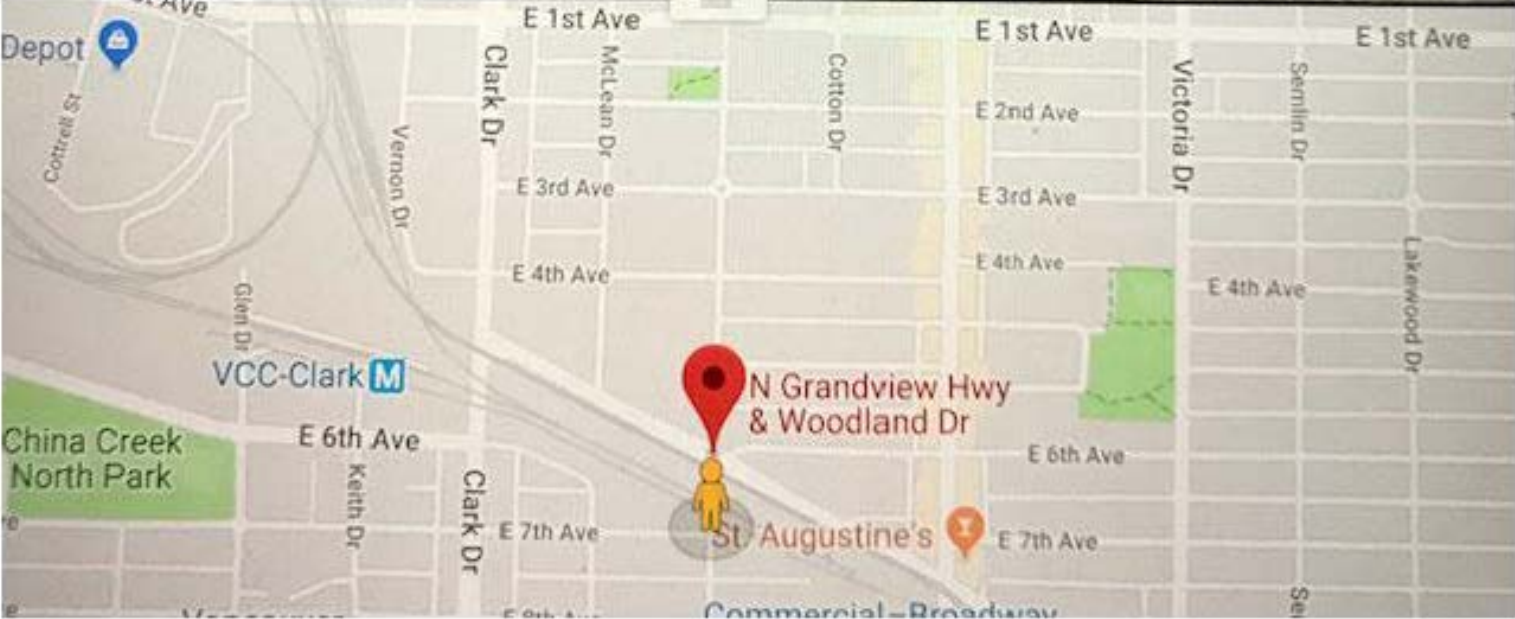 Ave
E 1st Ave
E 1st Ave
E 1st Ave
Depot
Cottrell St
Vernon Dr
Clark Dr
McLean Dr
Cotton Dr
Victoria Dr
Semlin Dr
E 2nd Ave
E 3rd Ave
E 3rd Ave
E 4th Ave
E 4th Ave
E 4th Ave
Lakewood Dr
Glen Dr
VCC-Clark M
N Grandview Hwy
& Woodland Dr
China Creek
North Park
E 6th Ave
E 6th Ave
Keith Dr
Clark Dr
E 7th Ave
St. Augustine's
E 7th Ave
Commercial–Broadway